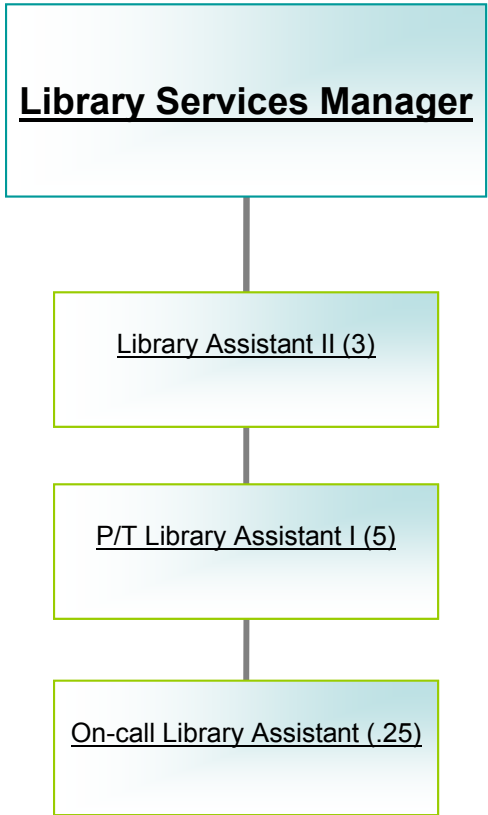 Library Services Manager
Library Assistant II (3)
P/T Library Assistant I (5)
On-call Library Assistant (.25)